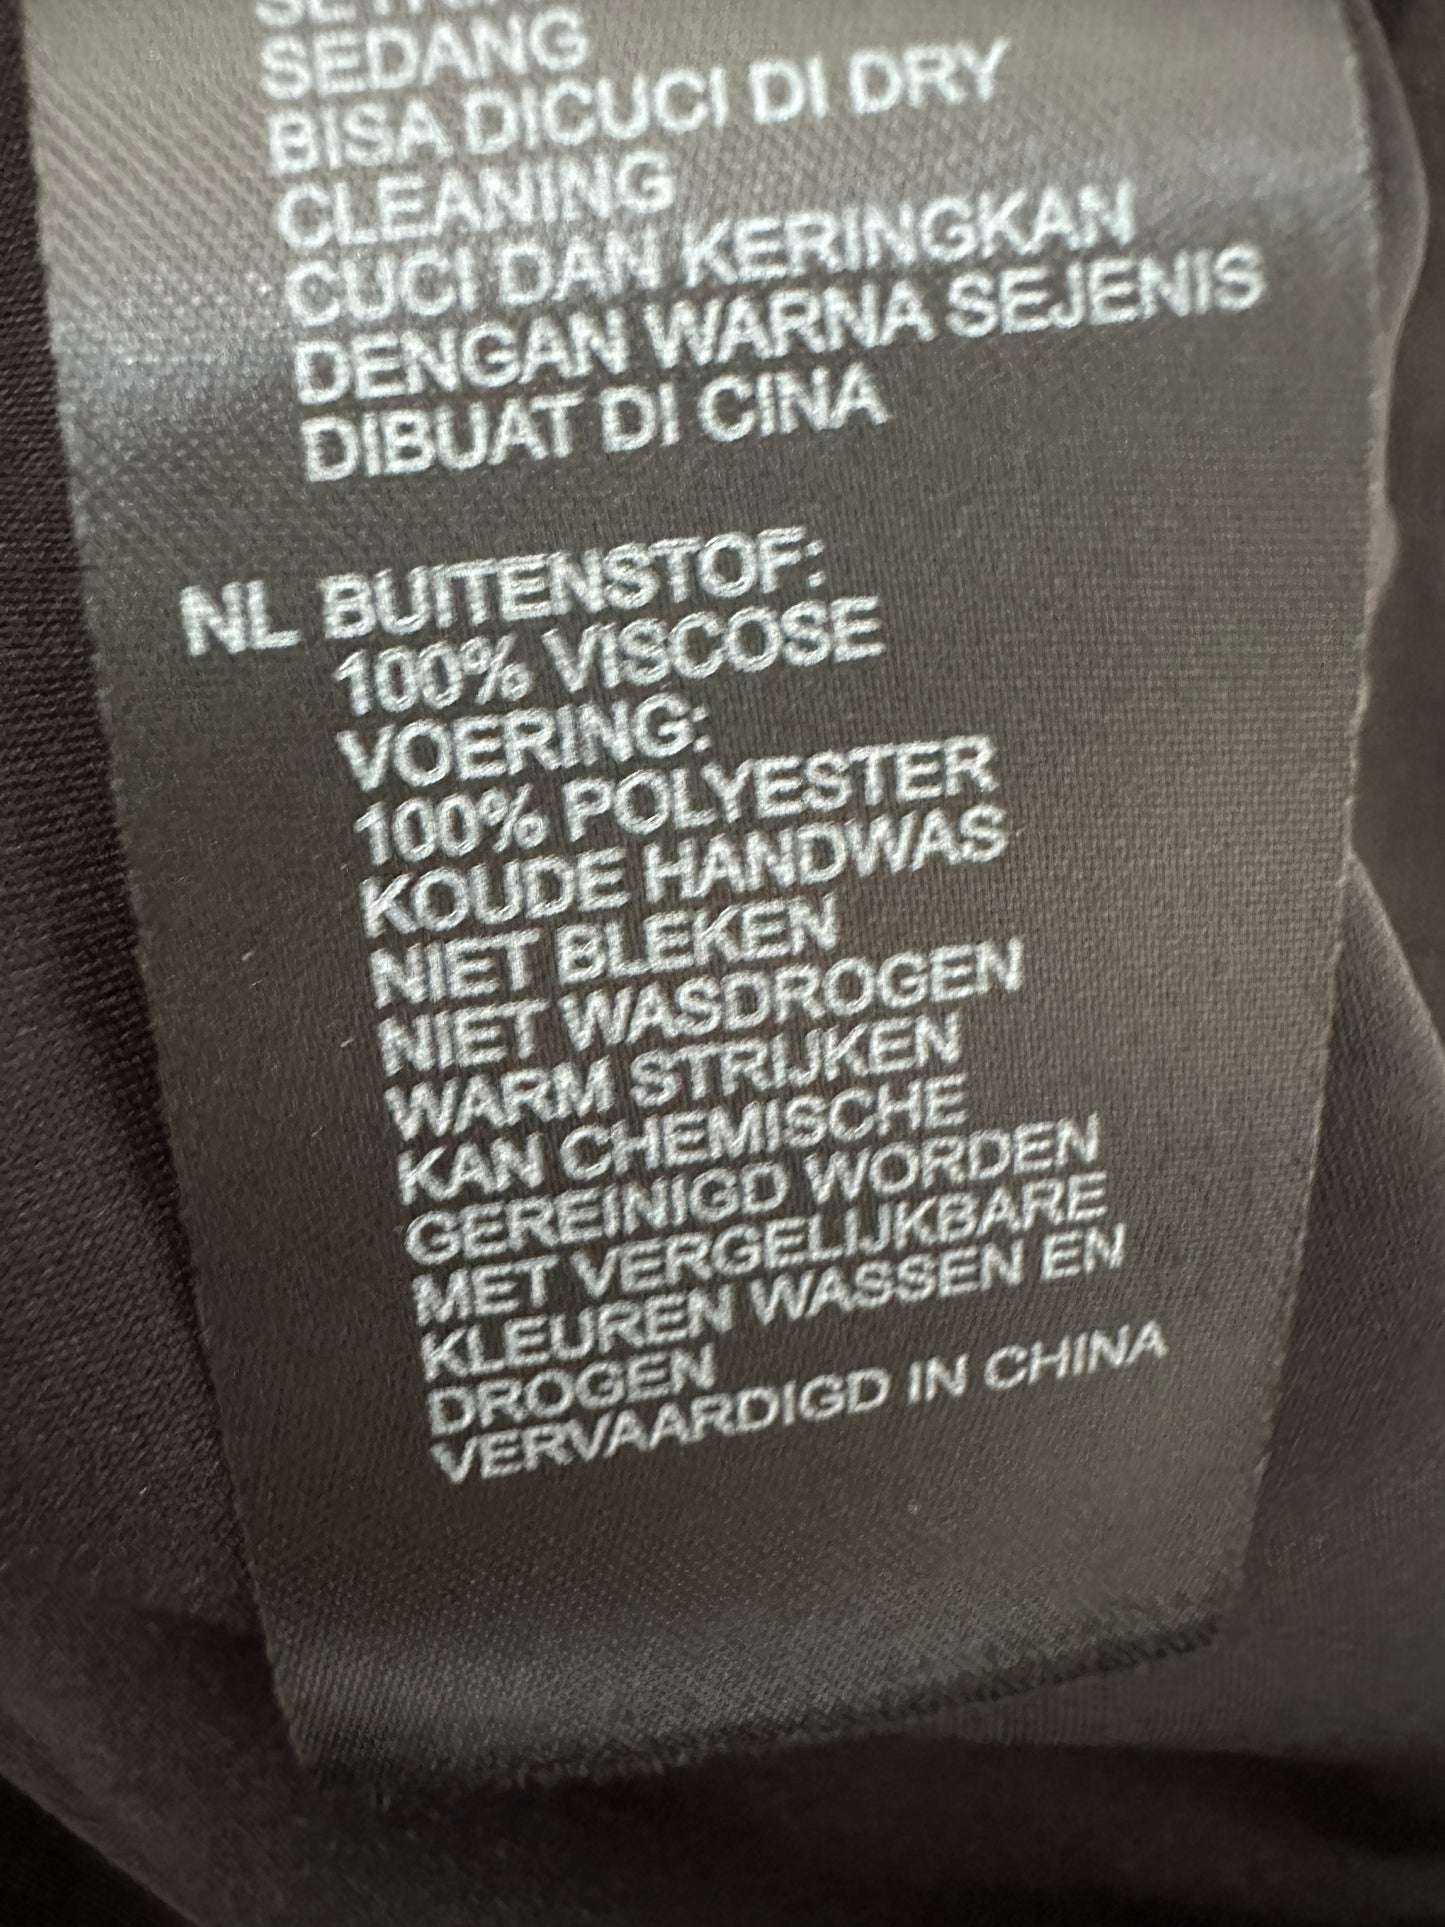 SEDANG
BISA DICUCI DI DRY
CLEANING
CUCI DAN KERINGKAN
DENGAN WARNA SEJENIS
DIBUAT DI CINA
NL BUITENSTOF:
100% VISCOSE
VOERING:
100% POLYESTER
KOUDE HANDWAS
NIET BLEKEN
NIET WASDROGEN
WARM STRIJKEN
KAN CHEMISCHE
GEREINIGD WORDEN
MET VERGELIJKBARE
KLEUREN WASSEN EN
DROGEN
VERVAARDIGD IN CHINA